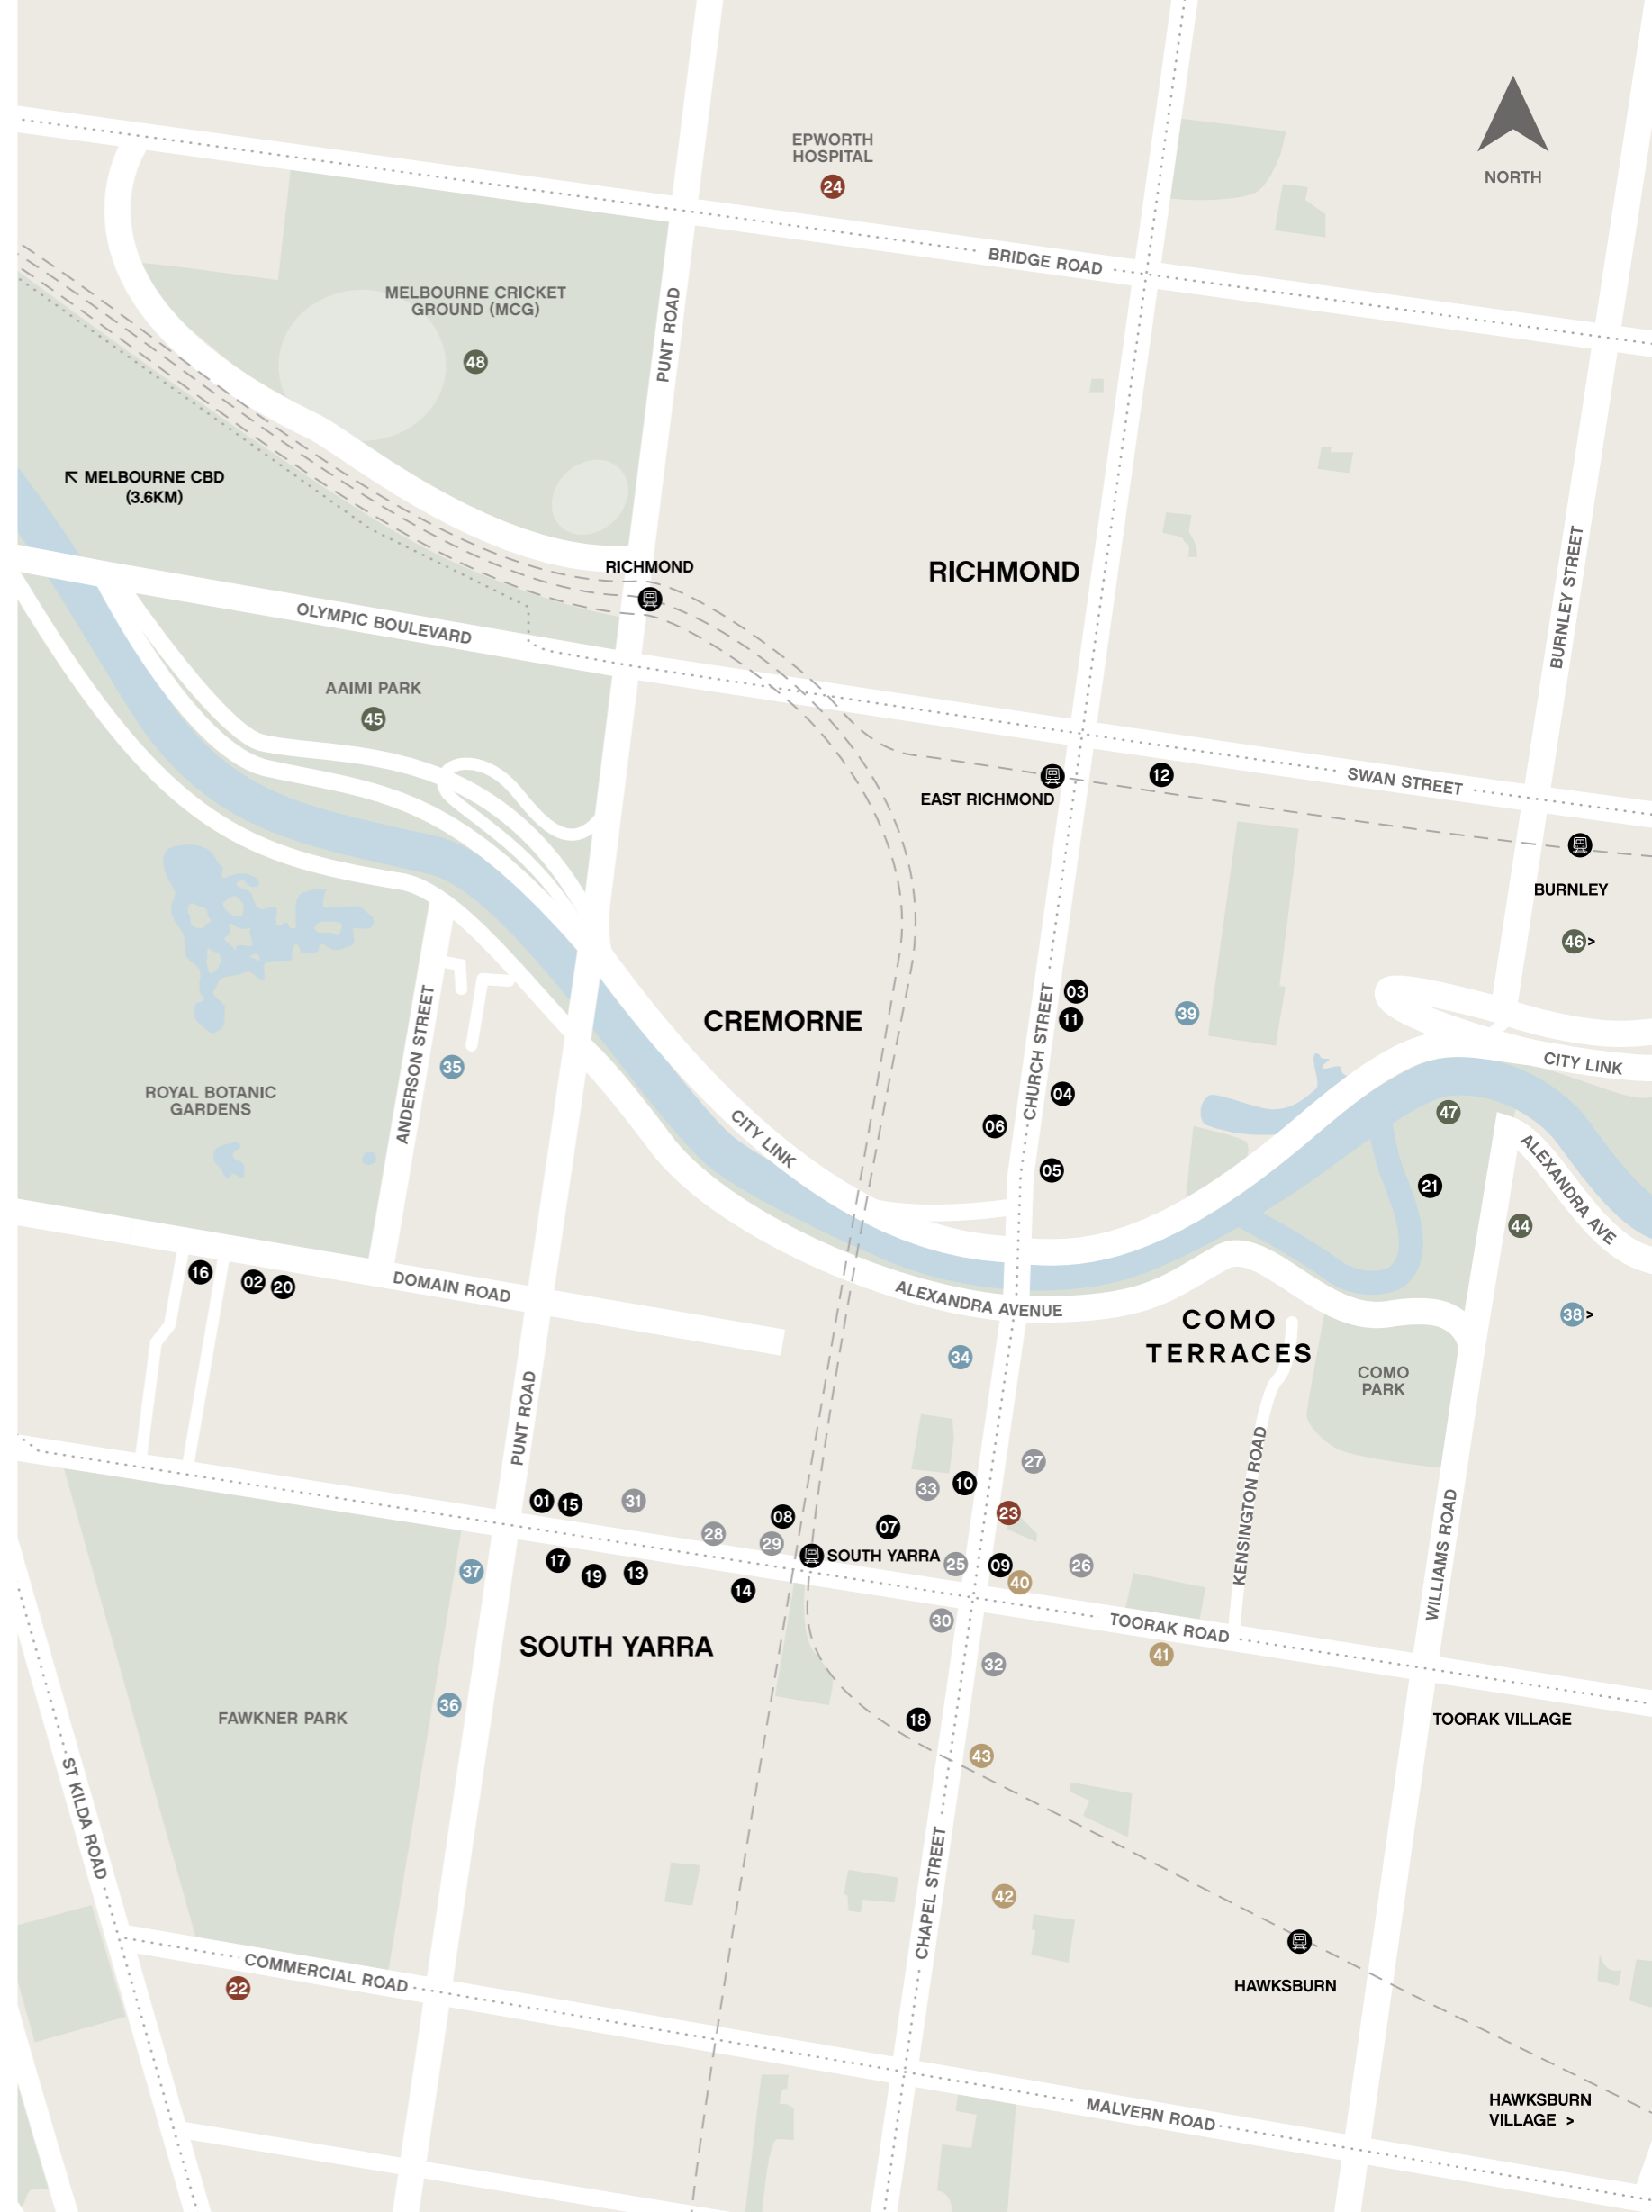 EPWORTH
HOSPITAL
24
NORTH
BRIDGE ROAD
MELBOURNE CRICKET
GROUND (MCG)
48
PUNT ROAD
MELBOURNE CBD
(3.6KM)
RICHMOND
RICHMOND
BURNLEY STREET
OLYMPIC BOULEVARD
AAIMI PARK
45
EAST RICHMOND
12
SWAN STREET
BURNLEY
46 >
CREMORNE
03
11
39
CHURCH STREET
CITY LINK
ANDERSON STREET
35
ROYAL BOTANIC
GARDENS
04
06
05
47
21
44
ALEXANDRA AVE
CITY LINK
16
02
20
DOMAIN ROAD
ALEXANDRA AVENUE
COMO
TERRACES
38 >
34
COMO
PARK
PUNT ROAD
27
33
10
23
KENSINGTON ROAD
WILLIAMS ROAD
01
15
31
08
07
28
29
SOUTH YARRA
25
09
40
26
37
17
19
13
14
30
TOORAK ROAD
SOUTH YARRA
32
41
36
FAWKNER PARK
18
43
TOORAK VILLAGE
ST KILDA ROAD
CHAPEL STREET
42
COMMERCIAL ROAD
22
HAWKSBURN
MALVERN ROAD
HAWKSBURN
VILLAGE >